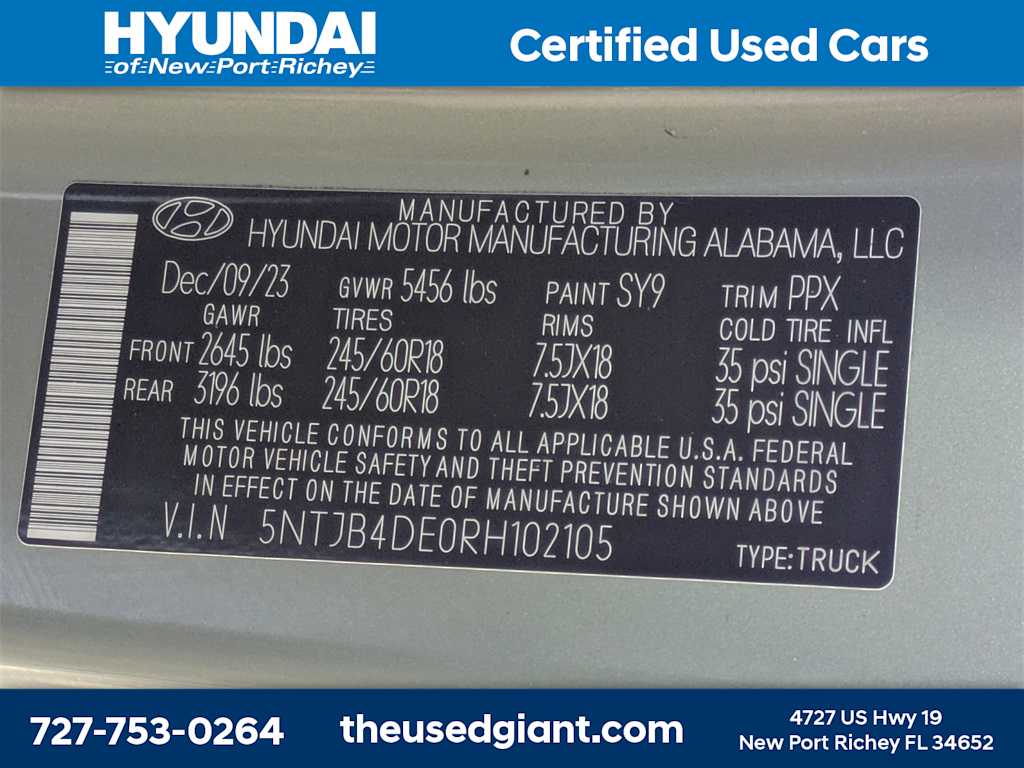 HYUNDAI
of New Port Richey
Certified Used Cars
MANUFACTURED BY
HYUNDAI MOTOR MANUFACTURING ALABAMA, LLC
Dec/09/23 GVWR 5456 lbs PAINT SY9 TRIM PPX
GAWR TIRES RIMS COLD TIRE INFL
FRONT 2645 lbs 245/60R18 7.5JX18 35 psi SINGLE
REAR 3196 lbs 245/60R18 7.5JX18 35 psi SINGLE
THIS VEHICLE CONFORMS TO ALL APPLICABLE U.S.A. FEDERAL
MOTOR VEHICLE SAFETY AND THEFT PREVENTION STANDARDS
IN EFFECT ON THE DATE OF MANUFACTURE SHOWN ABOVE
V.I.N 5NTJB4DE0RH102105 TYPE:TRUCK
727-753-0264
theusedgiant.com
4727 US Hwy 19
New Port Richey FL 34652